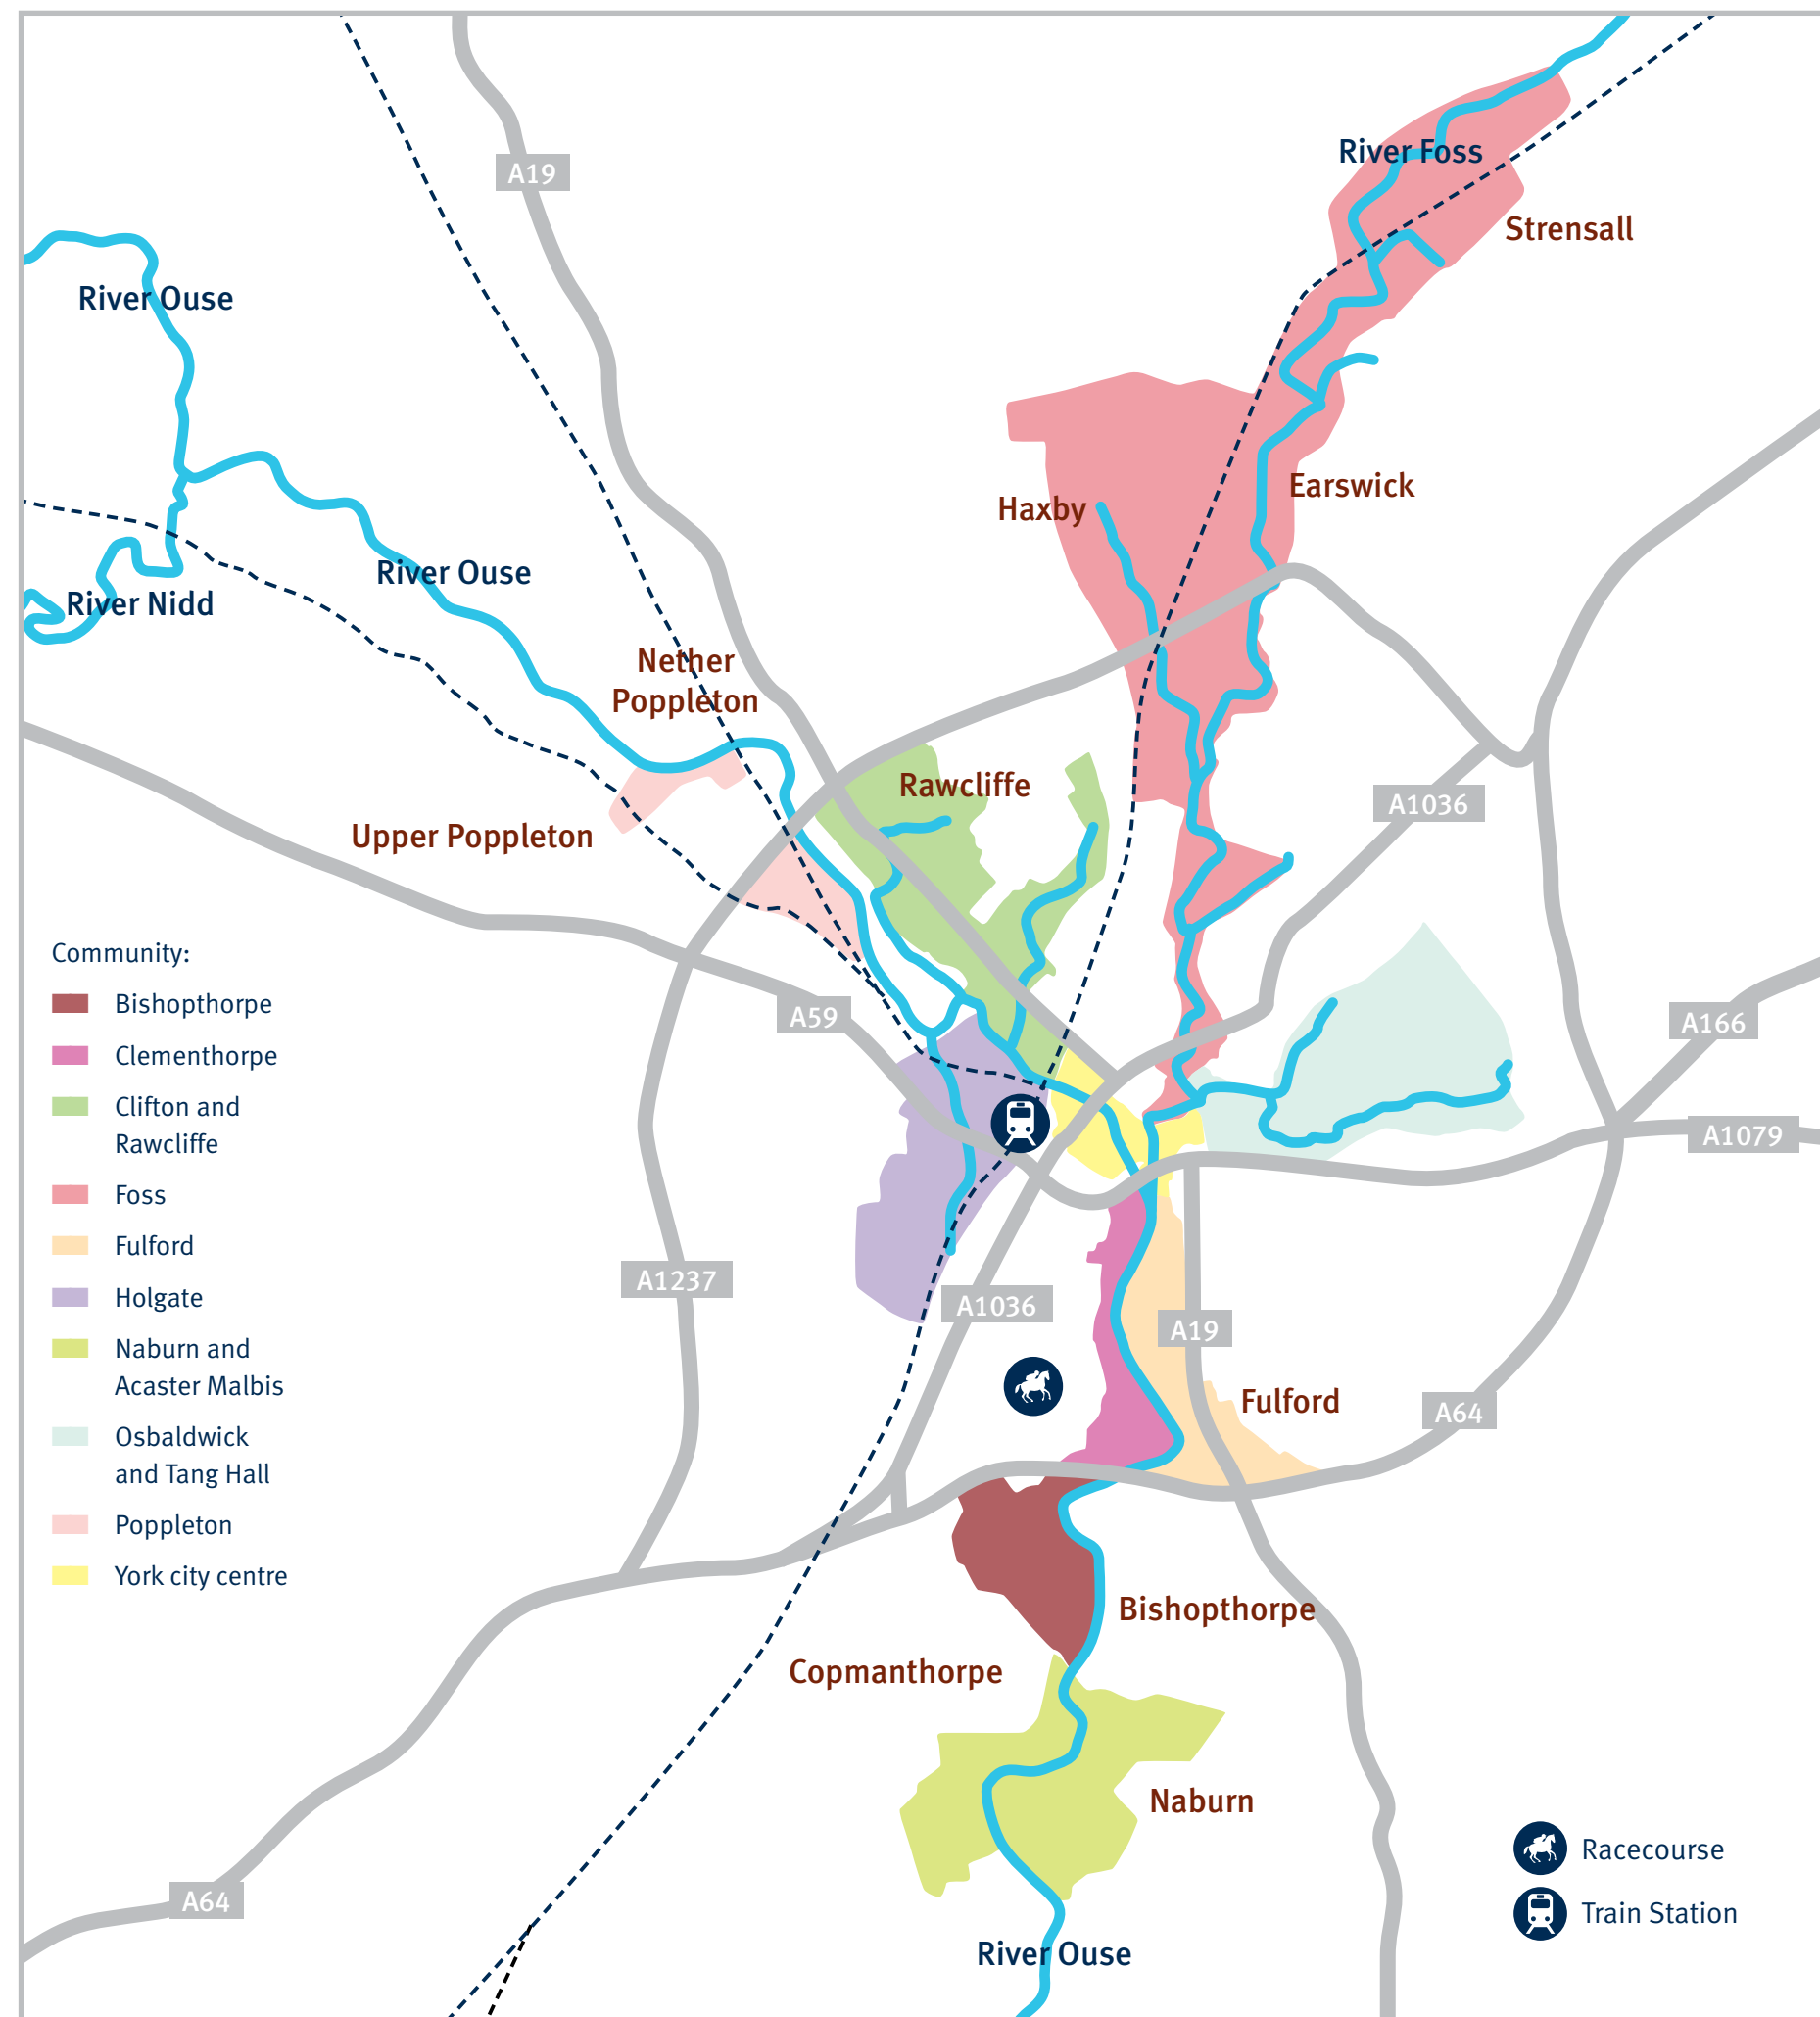 A19
River Foss
Strensall
River Ouse
Earswick
Haxby
River Ouse
River Nidd
Nether
Poppleton
Rawcliffe
A1036
Upper Poppleton
Community:
Bishopthorpe
Clementhorpe
Clifton and
Rawcliffe
Foss
Fulford
Holgate
Naburn and
Acaster Malbis
Osbaldwick
and Tang Hall
Poppleton
York city centre
A59
A166
A1079
A1237
A1036
A19
Fulford
A64
Bishopthorpe
Copmanthorpe
Naburn
Racecourse
Train Station
A64
River Ouse